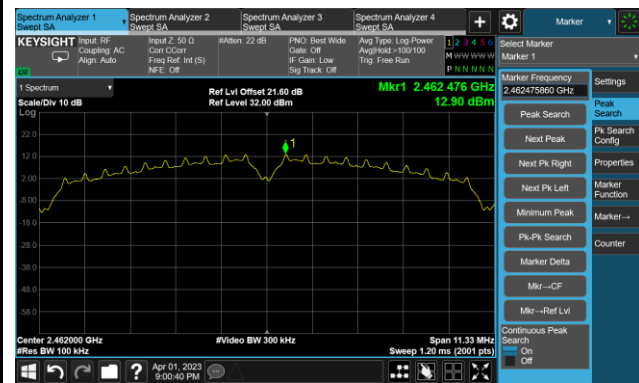 Spectrum Analyzer 1
Swept SA
Spectrum Analyzer 2
Swept SA
Spectrum Analyzer 3
Swept SA
Spectrum Analyzer 4
Swept SA
+
Marker
KEYSIGHT
Input: RF
Coupling: AC
Align: Auto
Input Z: 50 Ω
Corr CCorr
Freq Ref: Int (S)
NFE: Off
#Atten: 22 dB
PNO: Best Wide
Gate: Off
IF Gain: Low
Sig Track: Off
Avg Type: Log-Power
Avg|Hold:>100/100
Trig: Free Run
1 2 3 4 5 6
M W W W W W
P N N N N N
Select Marker
Marker 1
1 Spectrum
Scale/Div 10 dB
Log
Ref Lvl Offset 21.60 dB
Ref Level 32.00 dBm
Mkr1 2.462 476 GHz
12.90 dBm
1
22.0
12.0
2.00
-8.00
-18.0
-28.0
-38.0
-48.0
-58.0
Center 2.462000 GHz
#Res BW 100 kHz
#Video BW 300 kHz
Span 11.33 MHz
Sweep 1.20 ms (2001 pts)
Marker Frequency
2.462475860 GHz
Peak Search
Next Peak
Next Pk Right
Next Pk Left
Minimum Peak
Pk-Pk Search
Marker Delta
Mkr→CF
Mkr→Ref Lvl
Continuous Peak
Search
On
Off
Settings
Peak
Search
Pk Search
Config
Properties
Marker
Function
Marker→
Counter
?
Apr 01, 2023
9:00:40 PM